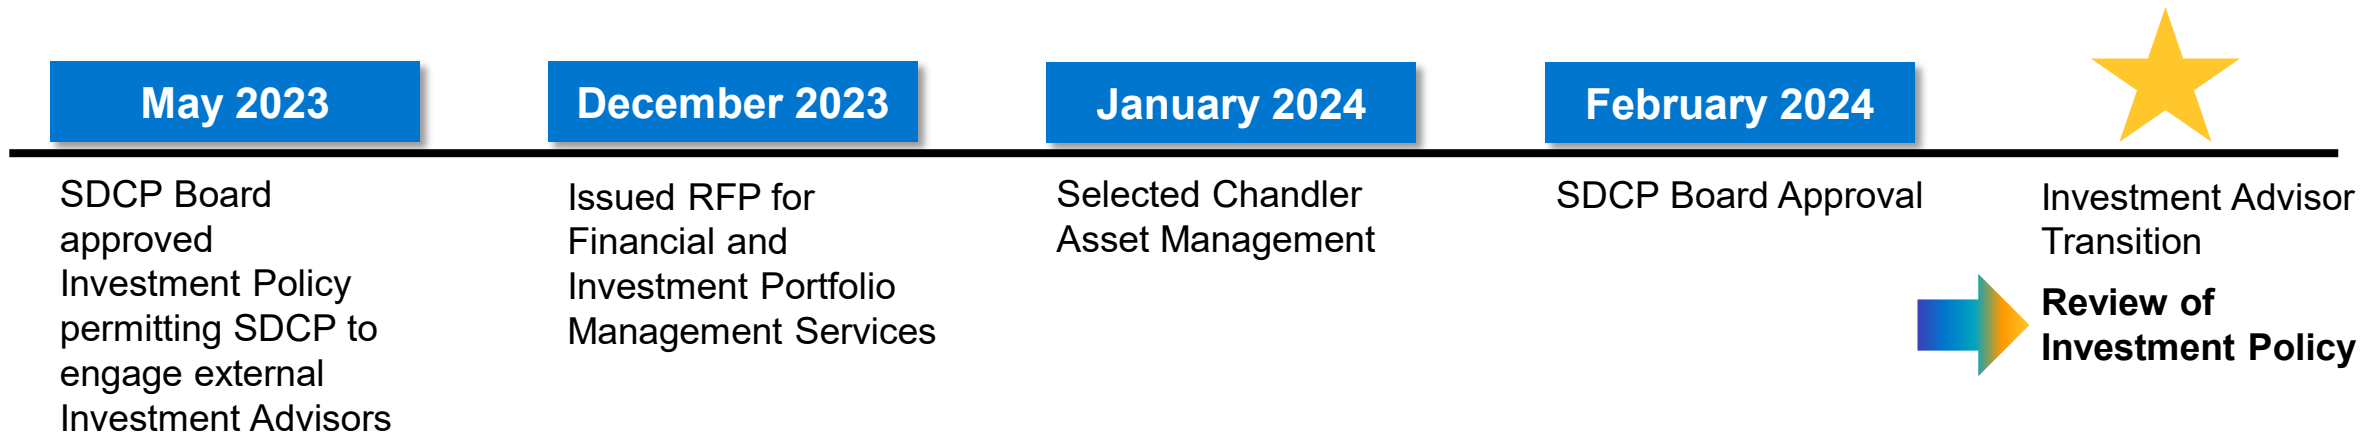 May 2023
SDCP Board
approved
Investment Policy
permitting SDCP to
engage external
Investment Advisors
December 2023
Issued RFP for
Financial and
Investment Portfolio
Management Services
January 2024
Selected Chandler
Asset Management
February 2024
SDCP Board Approval
Investment Advisor
Transition
Review of
Investment Policy